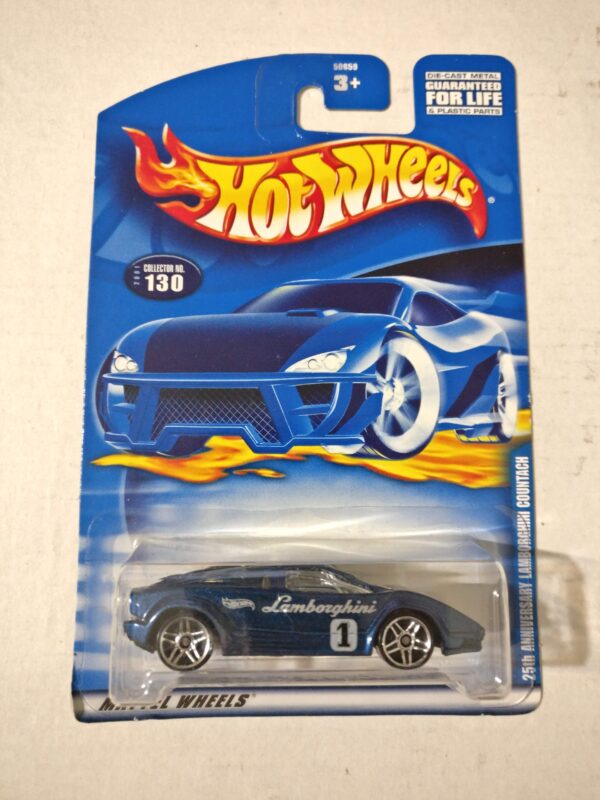 50659
3+
DIE-CAST METAL
GUARANTEED
FOR LIFE
& PLASTIC PARTS
HOT WHEELS®
2001
COLLECTOR NO.
130
25th ANNIVERSARY LAMBORGHINI COUNTACH
Lamborghini
1
MATTEL WHEELS®